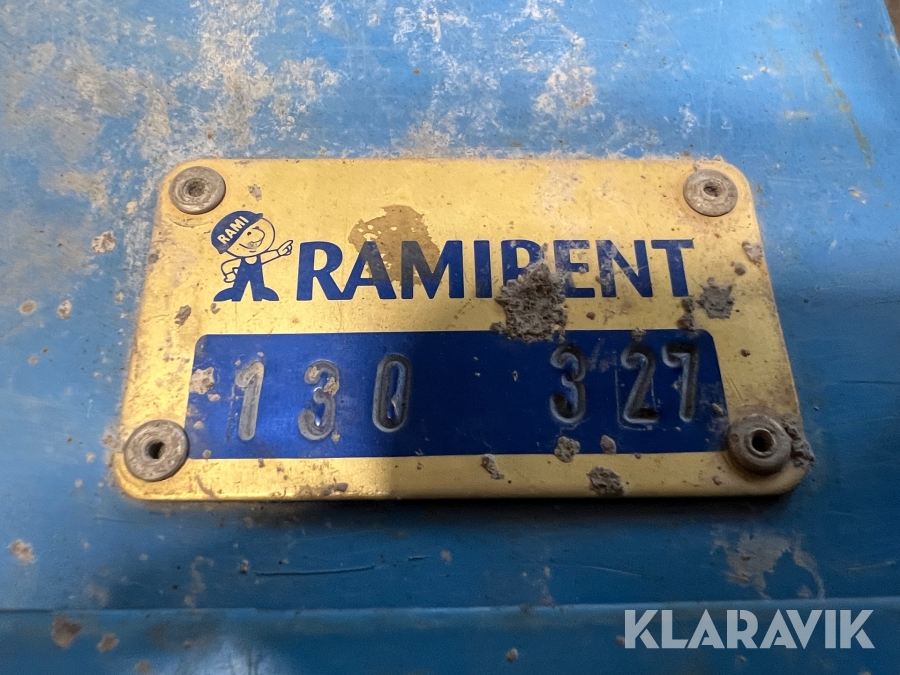 RAMI
RAMIRENT
130 327
KLARAVIK